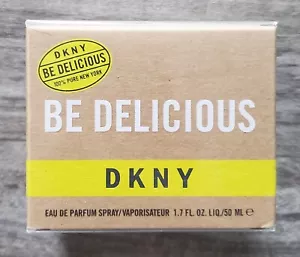 DKNY
BE DELICIOUS
100% PURE NEW YORK
BE DELICIOUS
DKNY
EAU DE PARFUM SPRAY/VAPORISATEUR 1.7 FL. OZ. LIQ./50 ML ℮